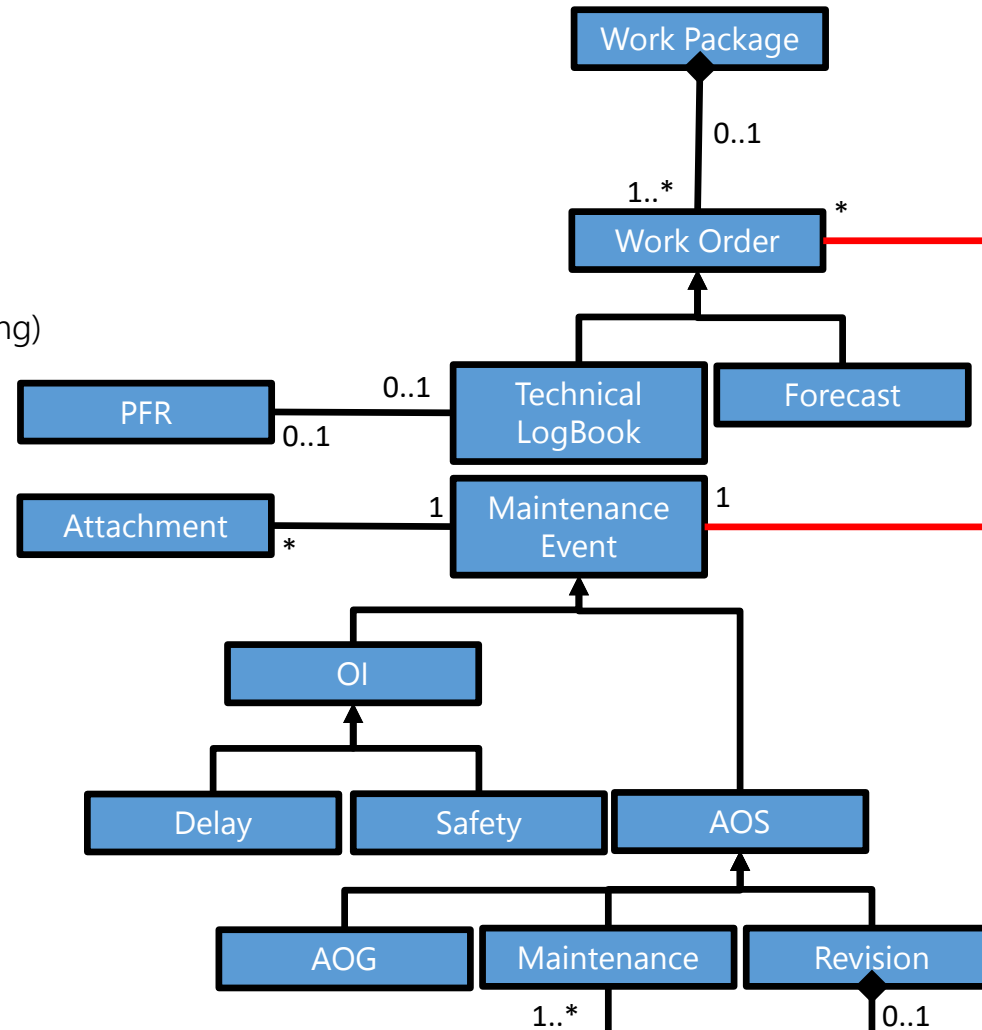 Work Package
0..1
1..*
*
Work Order
ng)
0..1
Technical
LogBook
Forecast
PFR
0..1
1
Maintenance
Event
1
Attachment
*
OI
Delay
Safety
AOS
AOG
Maintenance
Revision
1..*
0..1